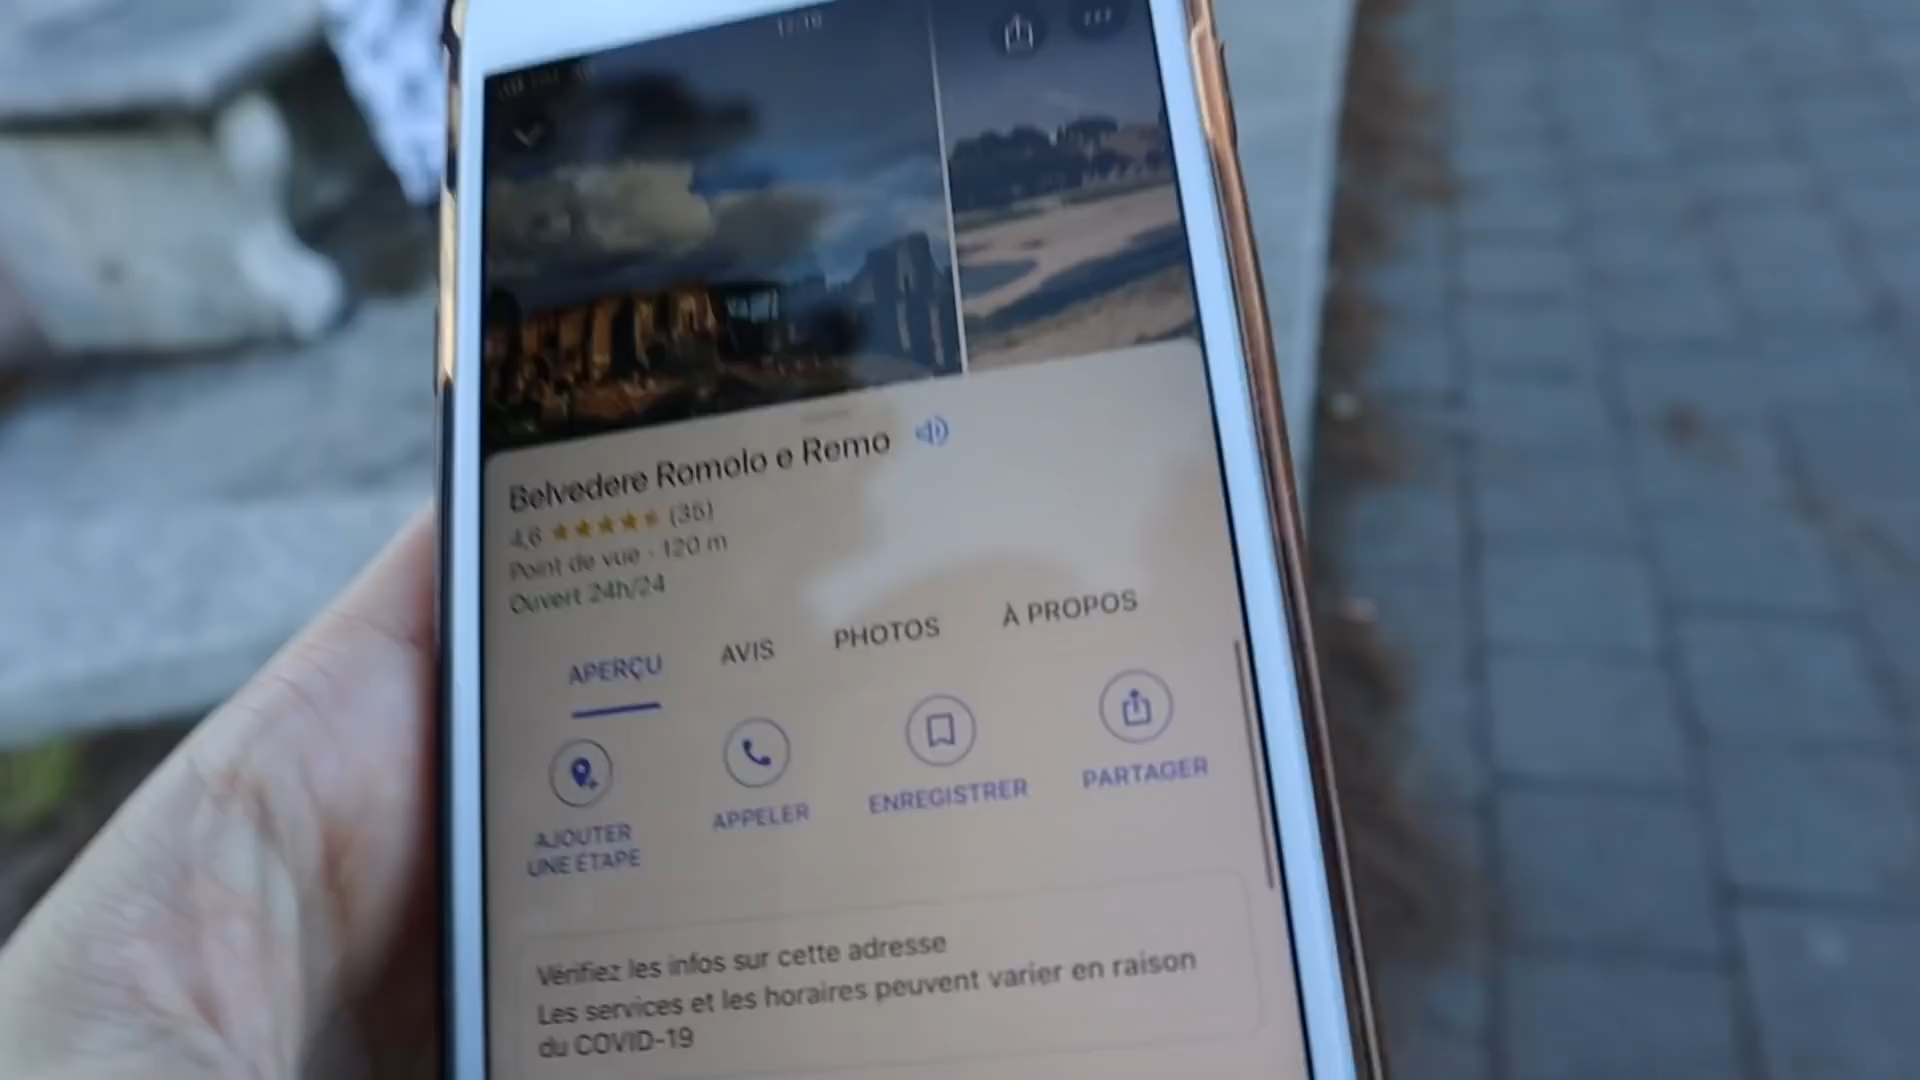 Belvedere Romolo e Remo
4,6 (35)
Point de vue · 120 m
Ouvert 24h/24
APERÇU
AVIS
PHOTOS
À PROPOS
AJOUTER
UNE ÉTAPE
APPELER
ENREGISTRER
PARTAGER
Vérifiez les infos sur cette adresse
Les services et les horaires peuvent varier en raison
du COVID-19